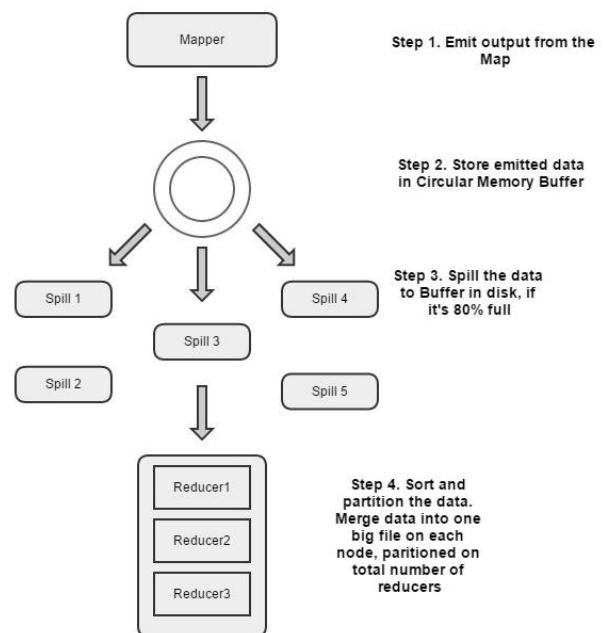 Mapper
Step 1. Emit output from the
Map
Step 2. Store emitted data
in Circular Memory Buffer
Step 3. Spill the data
to Buffer in disk, if
it's 80% full
Spill 1
Spill 4
Spill 3
Spill 2
Spill 5
Reducer1
Reducer2
Reducer3
Step 4. Sort and
partition the data.
Merge data into one
big file on each
node, paritioned on
total number of
reducers